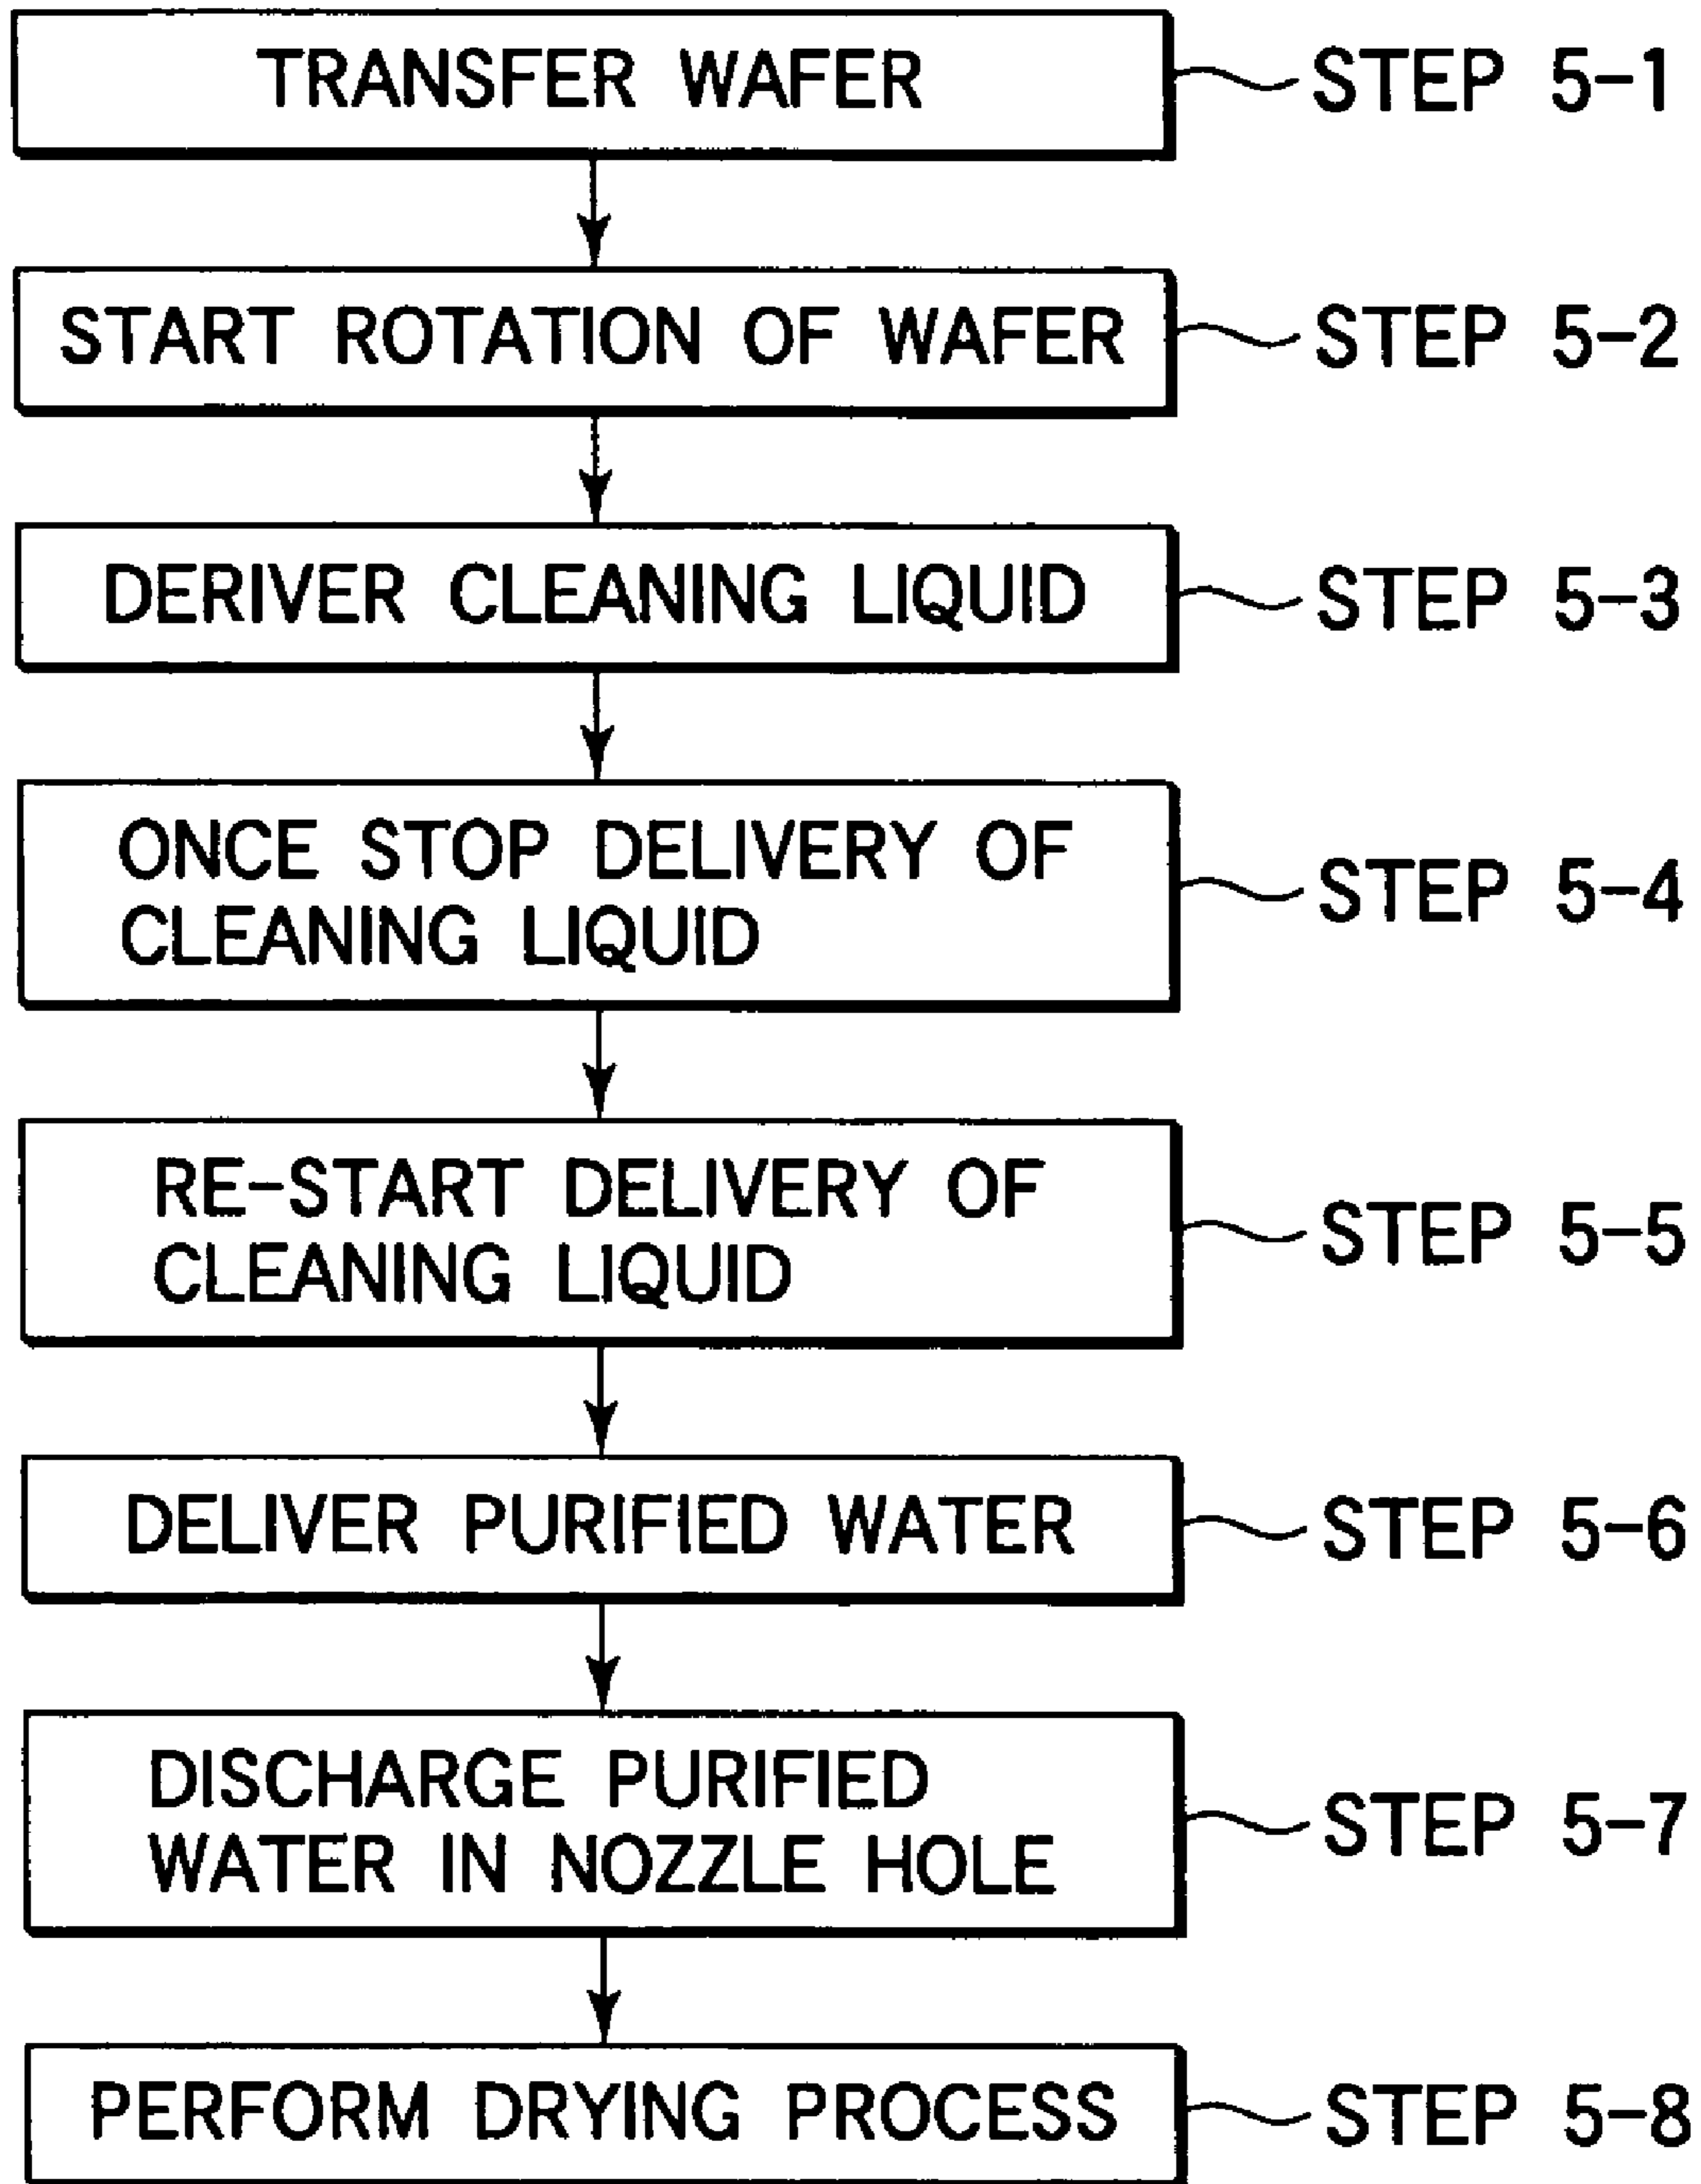 TRANSFER WAFER
STEP 5-1
START ROTATION OF WAFER
STEP 5-2
DERIVER CLEANING LIQUID
STEP 5-3
ONCE STOP DELIVERY OF
CLEANING LIQUID
STEP 5-4
RE-START DELIVERY OF
CLEANING LIQUID
STEP 5-5
DELIVER PURIFIED WATER
STEP 5-6
DISCHARGE PURIFIED
WATER IN NOZZLE HOLE
STEP 5-7
PERFORM DRYING PROCESS
STEP 5-8